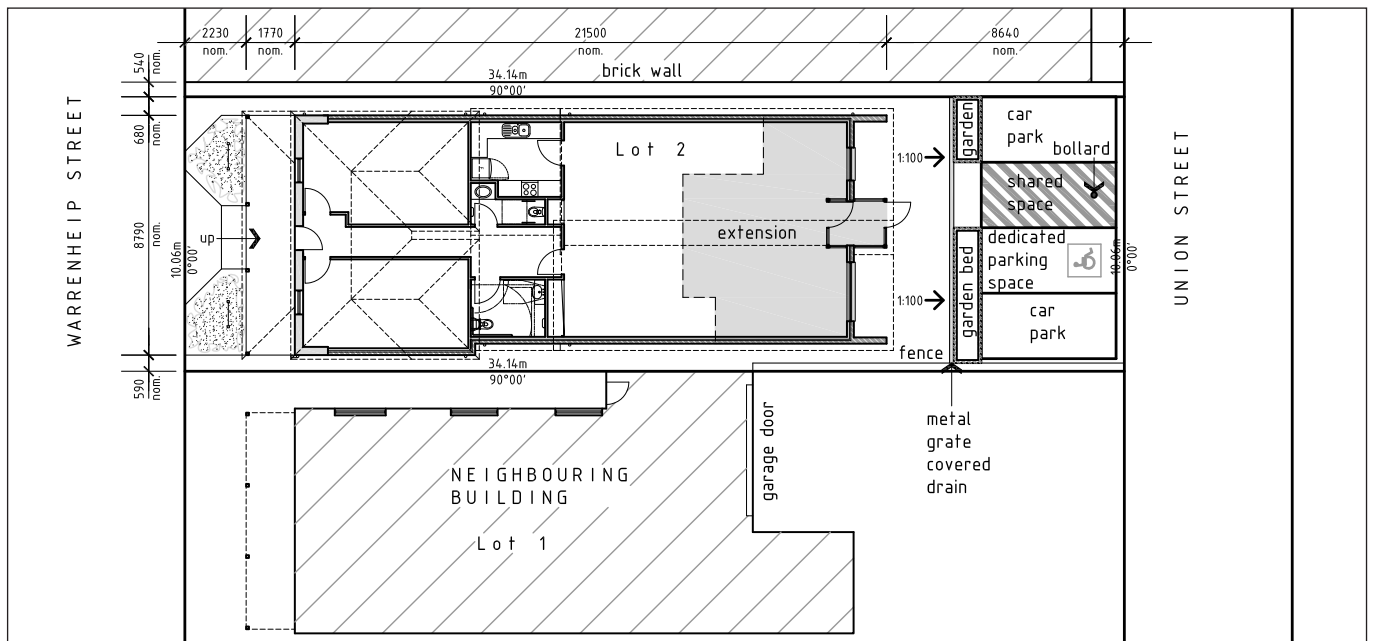 2230
nom.
1770
nom.
21500
nom.
8640
nom.
540
nom.
brick wall
34.14m
90°00'
WARRENHEIP STREET
680
nom.
8790
nom.
10.06m
0°00'
590
nom.
up
Lot 2
extension
1:100
1:100
garden
car
park
bollard
shared
space
dedicated
parking
space
garden bed
car
park
10.06m
0°00'
UNION STREET
fence
34.14m
90°00'
metal
grate
covered
drain
garage door
NEIGHBOURING
BUILDING
Lot 1